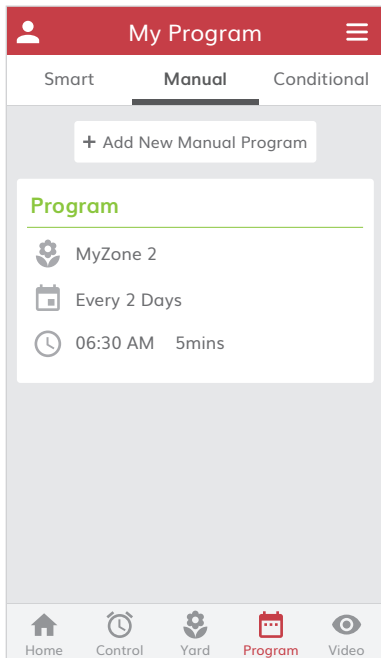 My Program
Smart Manual Conditional
+ Add New Manual Program
Program
MyZone 2
Every 2 Days
06:30 AM 5mins
Home Control Yard Program Video